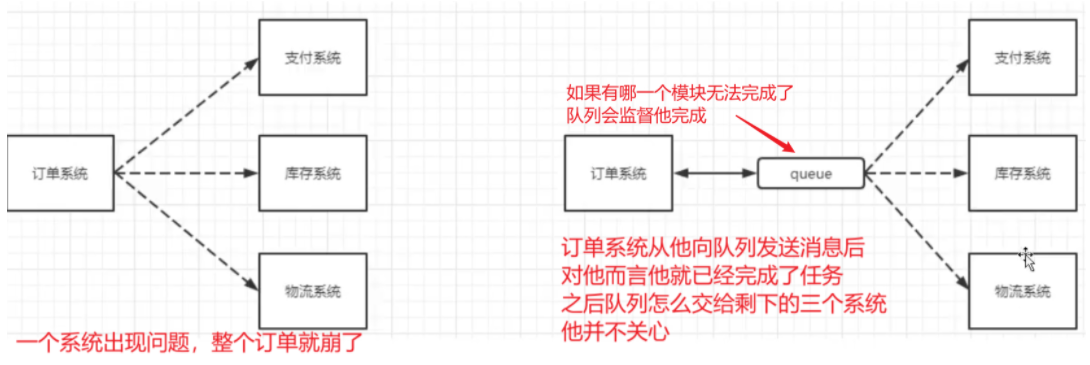 支付系统
订单系统
库存系统
物流系统
一个系统出现问题，整个订单就崩了
如果有哪一个模块无法完成了
队列会监督他完成
支付系统
订单系统
queue
库存系统
订单系统从他向队列发送消息后
对他而言他就已经完成了任务
之后队列怎么交给剩下的三个系统
他并不关心
物流系统